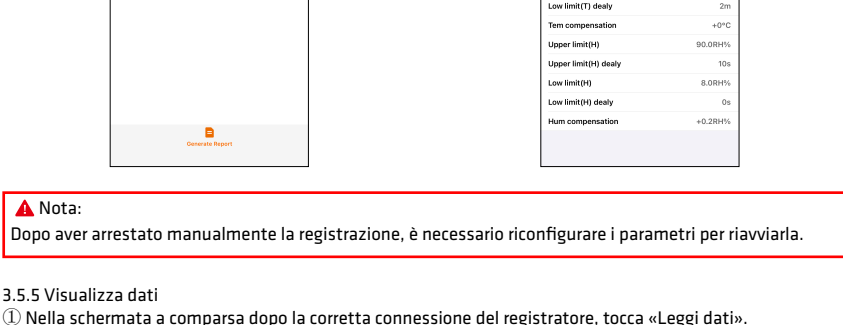 Low limit(T) dealy 2m
Tem compensation +0°C
Upper limit(H) 90.0RH%
Upper limit(H) dealy 10s
Low limit(H) 8.0RH%
Low limit(H) dealy 0s
Hum compensation +0.2RH%
Generate Report
Nota:
Dopo aver arrestato manualmente la registrazione, è necessario riconfigurare i parametri per riavviarla.
3.5.5 Visualizza dati
① Nella schermata a comparsa dopo la corretta connessione del registratore, tocca «Leggi dati».